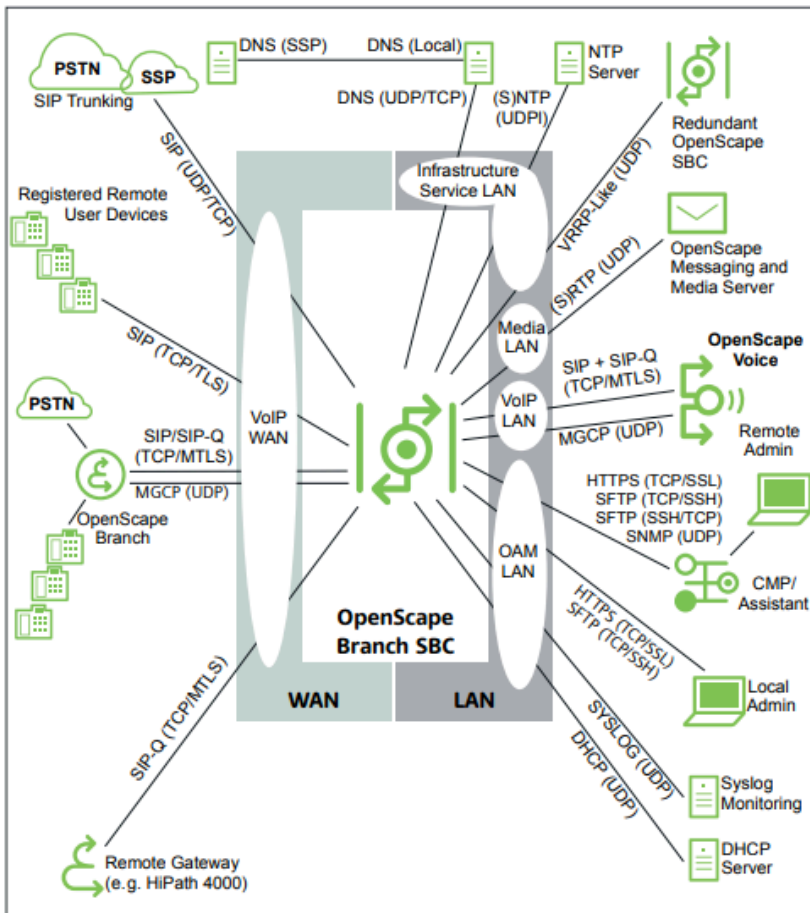 PSTN
SSP
SIP Trunking
DNS (SSP)
DNS (Local)
NTP
Server
DNS (UDP/TCP)
(S)NTP
(UDPI)
Redundant
OpenScape
SBC
SIP (UDP/TCP)
Infrastructure
Service LAN
VRRP-Like (UDP)
Registered Remote
User Devices
OpenScape
Messaging and
Media Server
(S)RTP (UDP)
Media
LAN
SIP (TCP/TLS)
OpenScape
Voice
SIP + SIP-Q
(TCP/MTLS)
PSTN
VoIP
WAN
VoIP
LAN
SIP/SIP-Q
(TCP/MTLS)
MGCP (UDP)
MGCP (UDP)
Remote
Admin
OpenScape
Branch
HTTPS (TCP/SSL)
SFTP (TCP/SSH)
SFTP (SSH/TCP)
SNMP (UDP)
OAM
LAN
CMP/
Assistant
OpenScape
Branch SBC
HTTPS (TCP/SSL)
SFTP (TCP/SSH)
WAN
LAN
Local
Admin
SIP-Q (TCP/MTLS)
SYSLOG (UDP)
DHCP (UDP)
Syslog
Monitoring
DHCP
Server
Remote Gateway
(e.g. HiPath 4000)